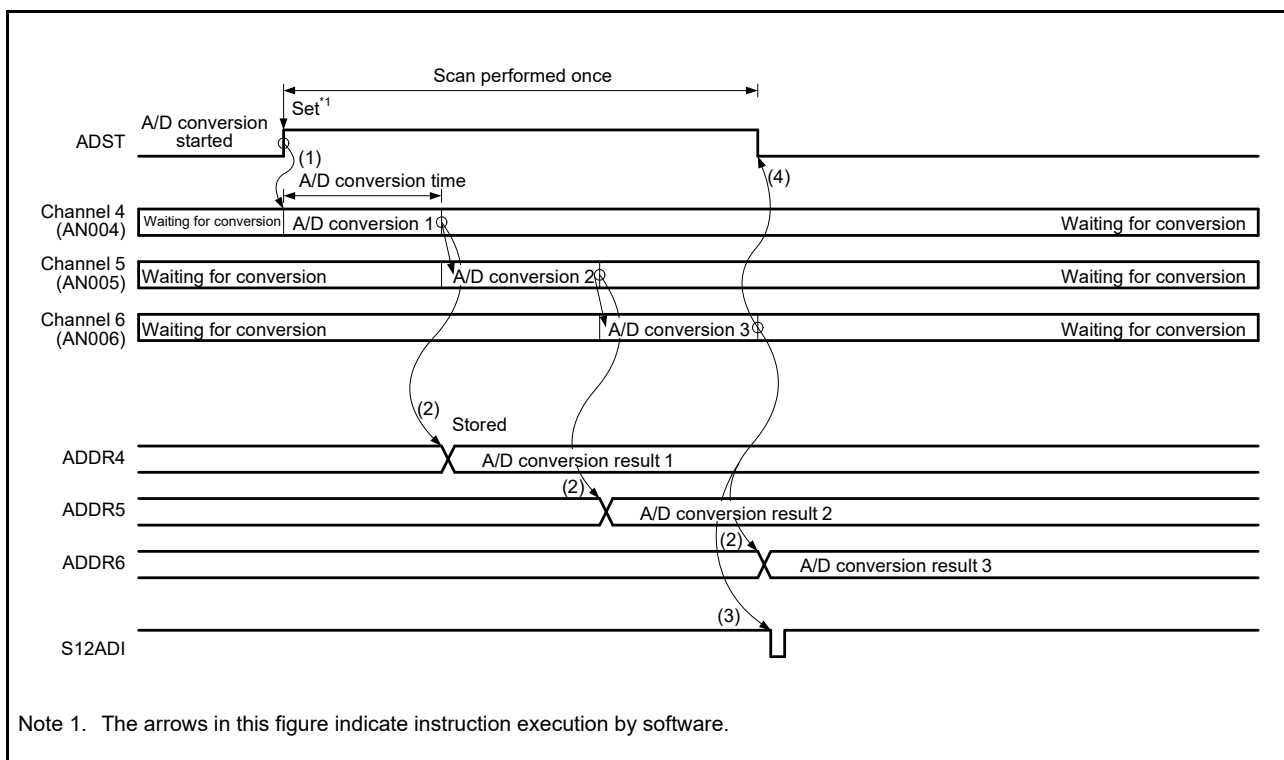 Scan performed once
Set*1
A/D conversion
started
ADST
(1)
(4)
A/D conversion time
Channel 4
(AN004)
Waiting for conversion
A/D conversion 1
Waiting for conversion
Channel 5
(AN005)
Waiting for conversion
A/D conversion 2
Waiting for conversion
Channel 6
(AN006)
Waiting for conversion
A/D conversion 3
Waiting for conversion
(2)
Stored
ADDR4
A/D conversion result 1
(2)
ADDR5
A/D conversion result 2
(2)
ADDR6
A/D conversion result 3
(3)
S12ADI
Note 1. The arrows in this figure indicate instruction execution by software.